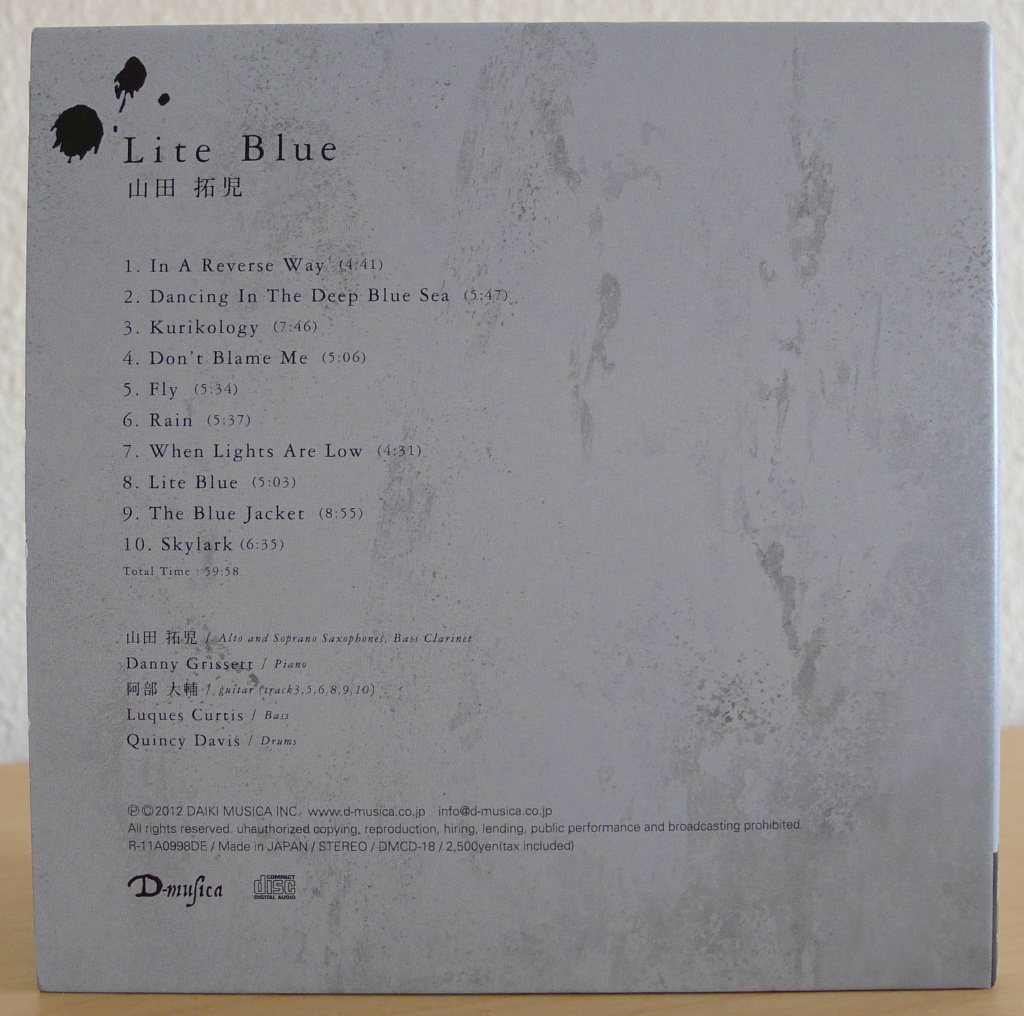 Lite Blue
山田 拓児
1. In A Reverse Way (4:41)
2. Dancing In The Deep Blue Sea (5:47)
3. Kurikology (7:46)
4. Don't Blame Me (5:06)
5. Fly (5:34)
6. Rain (5:37)
7. When Lights Are Low (4:31)
8. Lite Blue (5:03)
9. The Blue Jacket (8:55)
10. Skylark (6:35)
Total Time : 59:58
山田 拓児 / Alto and Soprano Saxophones, Bass Clarinet
Danny Grissett / Piano
阿部 大輔 / guitar (track3,5,6,8,9,10)
Luques Curtis / Bass
Quincy Davis / Drums
℗©2012 DAIKI MUSICA INC. www.d-musica.co.jp info@d-musica.co.jp
All rights reserved. uhauthorized copying, reproduction, hiring, lending, public performance and broadcasting prohibited.
R-11A0998DE / Made in JAPAN / STEREO / DMCD-18 / 2,500yen(tax included)
D-musica
COMPACT
disc
DIGITAL AUDIO